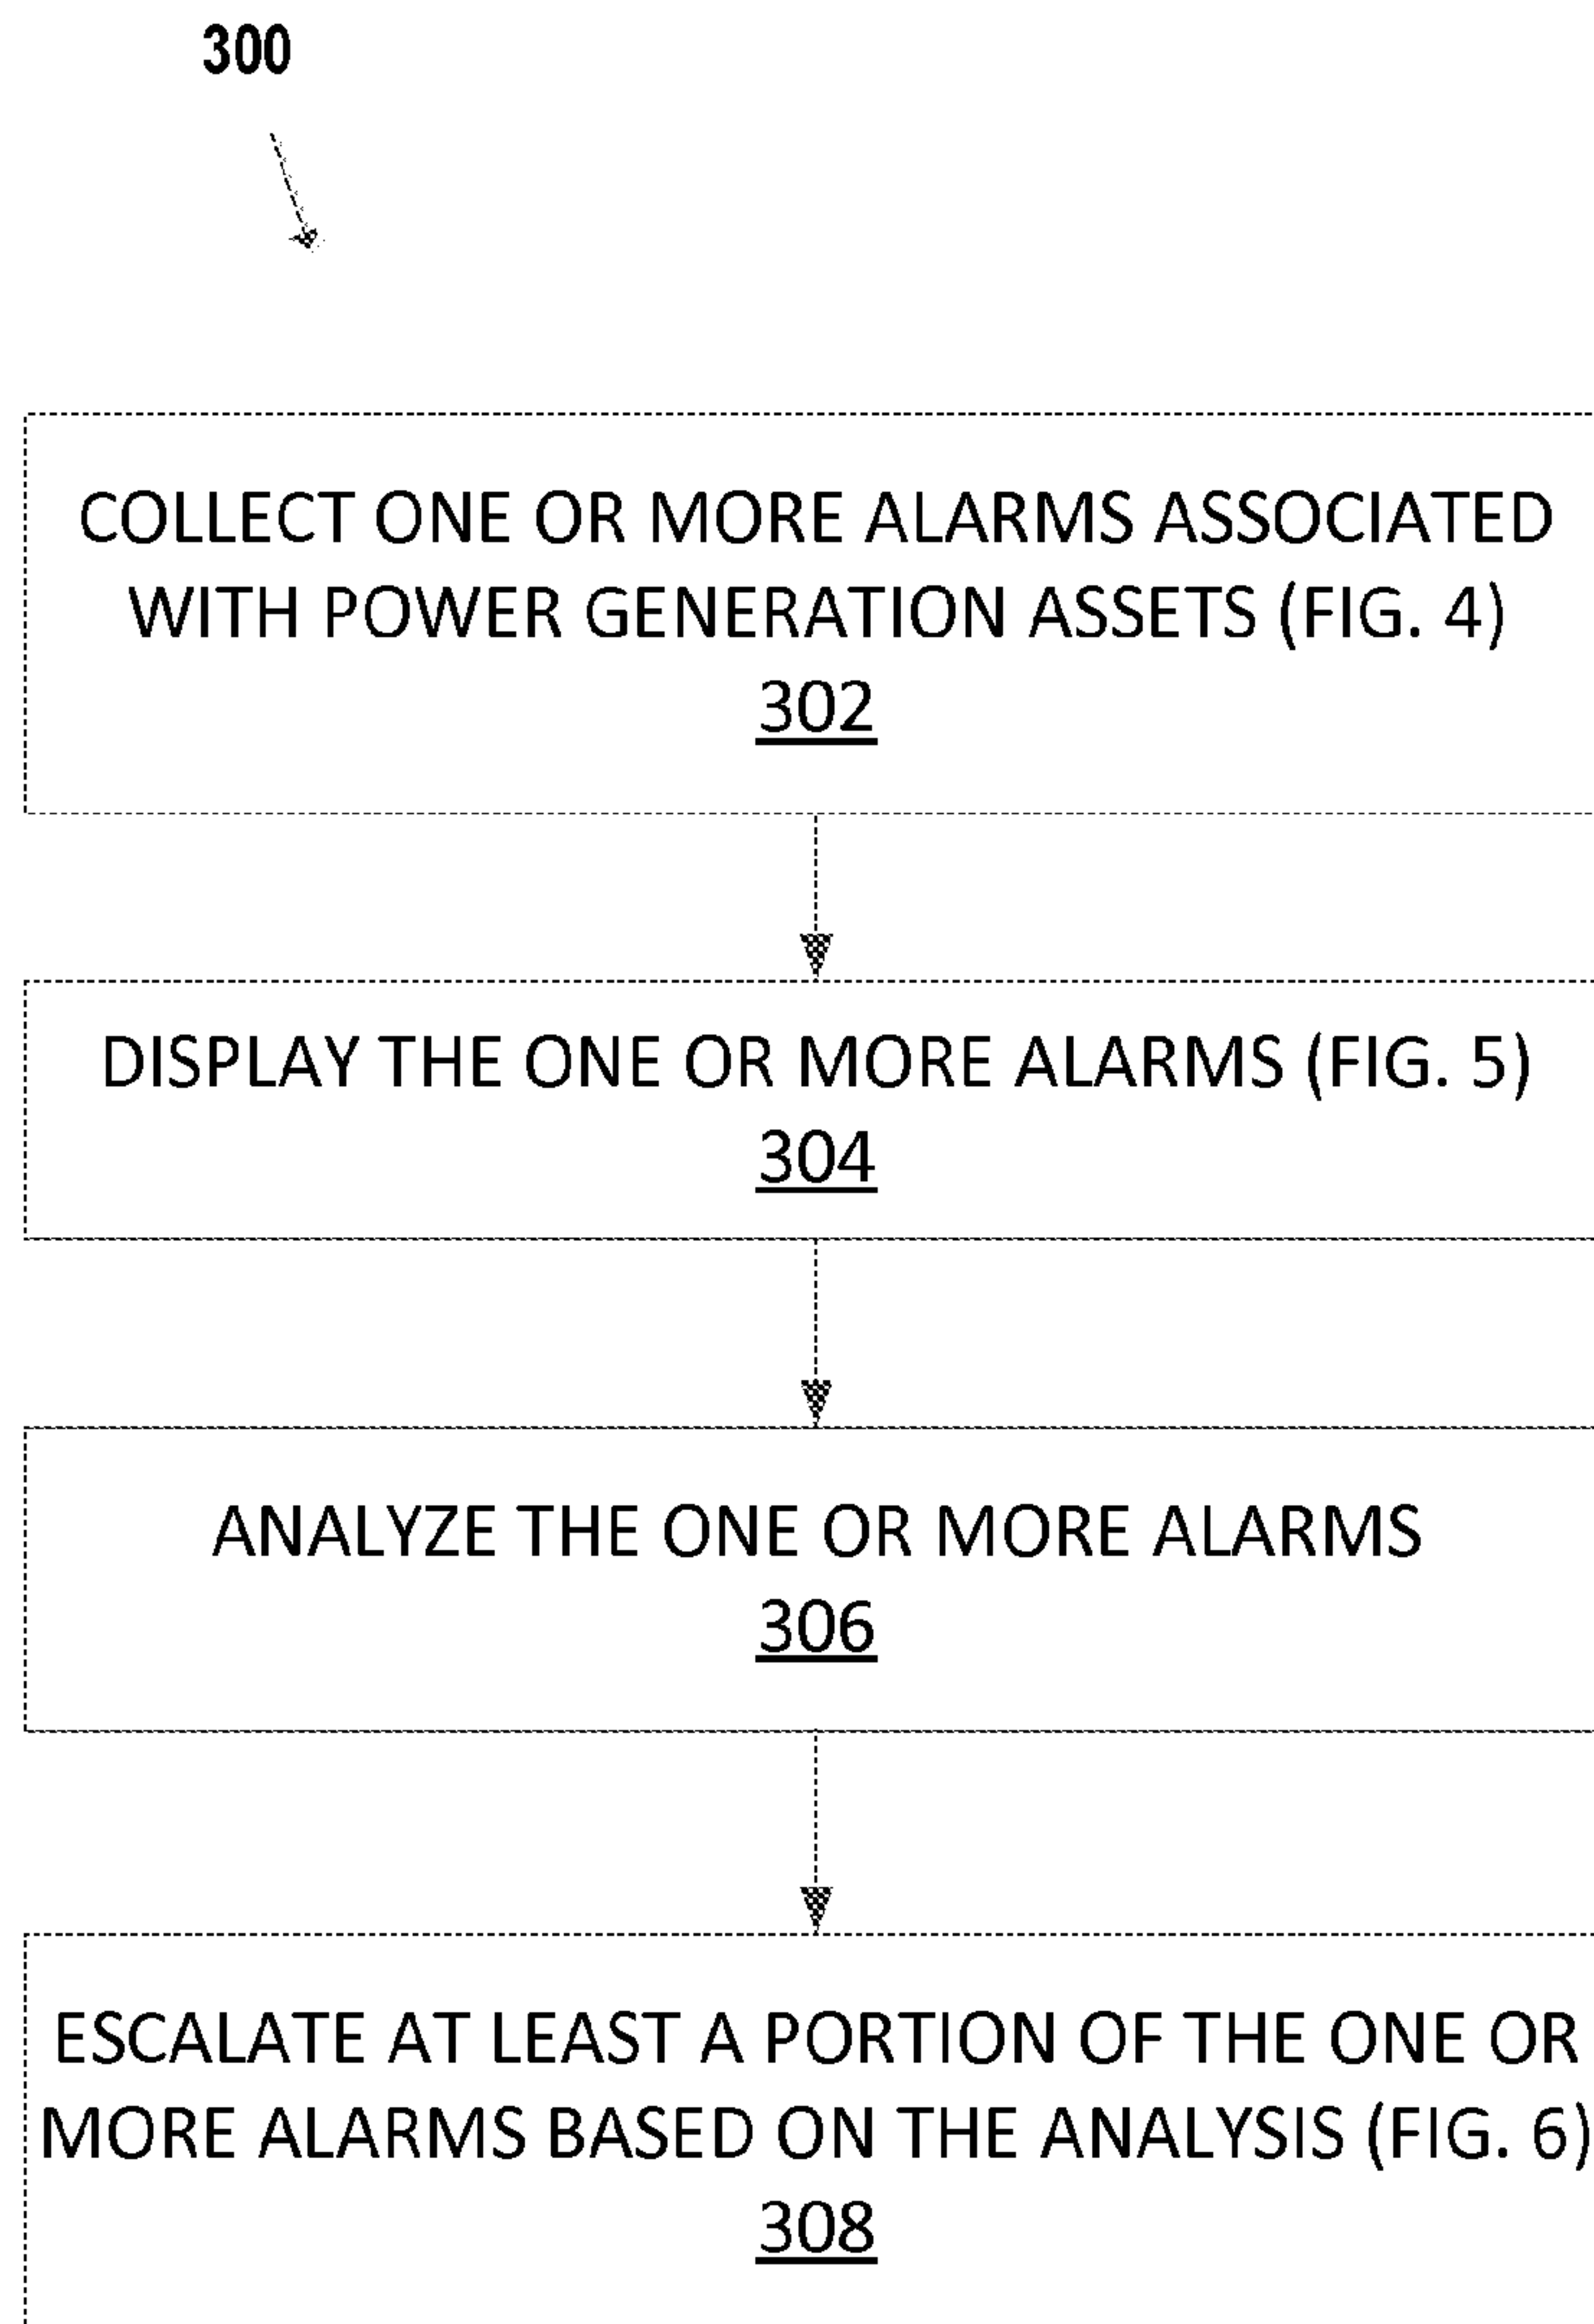 300
COLLECT ONE OR MORE ALARMS ASSOCIATED
WITH POWER GENERATION ASSETS (FIG. 4)
302
DISPLAY THE ONE OR MORE ALARMS (FIG. 5)
304
ANALYZE THE ONE OR MORE ALARMS
306
ESCALATE AT LEAST A PORTION OF THE ONE OR
MORE ALARMS BASED ON THE ANALYSIS (FIG. 6)
308